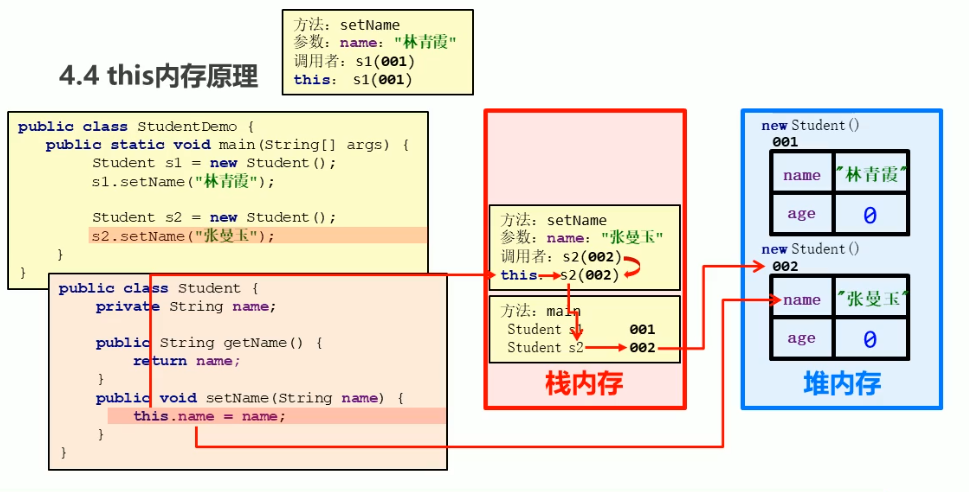 方法：setName
参数：name："林青霞"
调用者：s1(001)
this： s1(001)
4.4 this内存原理
public class StudentDemo {
public static void main(String[] args) {
Student s1 = new Student();
s1.setName("林青霞");
Student s2 = new Student();
s2.setName("张曼玉");
}
}
public class Student {
private String name;
public String getName() {
return name;
}
public void setName(String name) {
this.name = name;
}
}
方法：setName
参数：name："张曼玉"
调用者：s2(002)
this： s2(002)
方法：main
Student s1 001
Student s2 002
栈内存
new Student()
001
name "林青霞"
age 0
new Student()
002
name "张曼玉"
age 0
堆内存